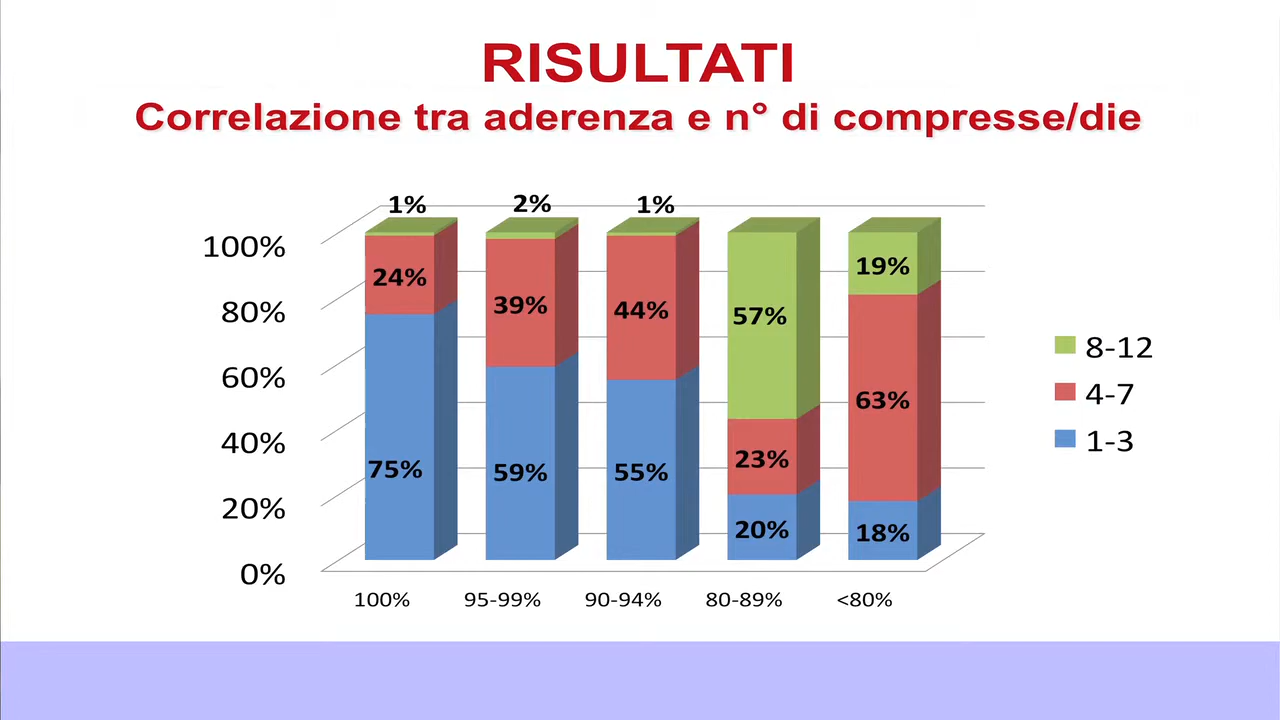 RISULTATI
Correlazione tra aderenza e n° di compresse/die
1% 2% 1%
100%
80%
60%
40%
20%
0%
24% 39% 44% 57% 19%
75% 59% 55% 23% 63%
20% 18%
8-12
4-7
1-3
100% 95-99% 90-94% 80-89% <80%